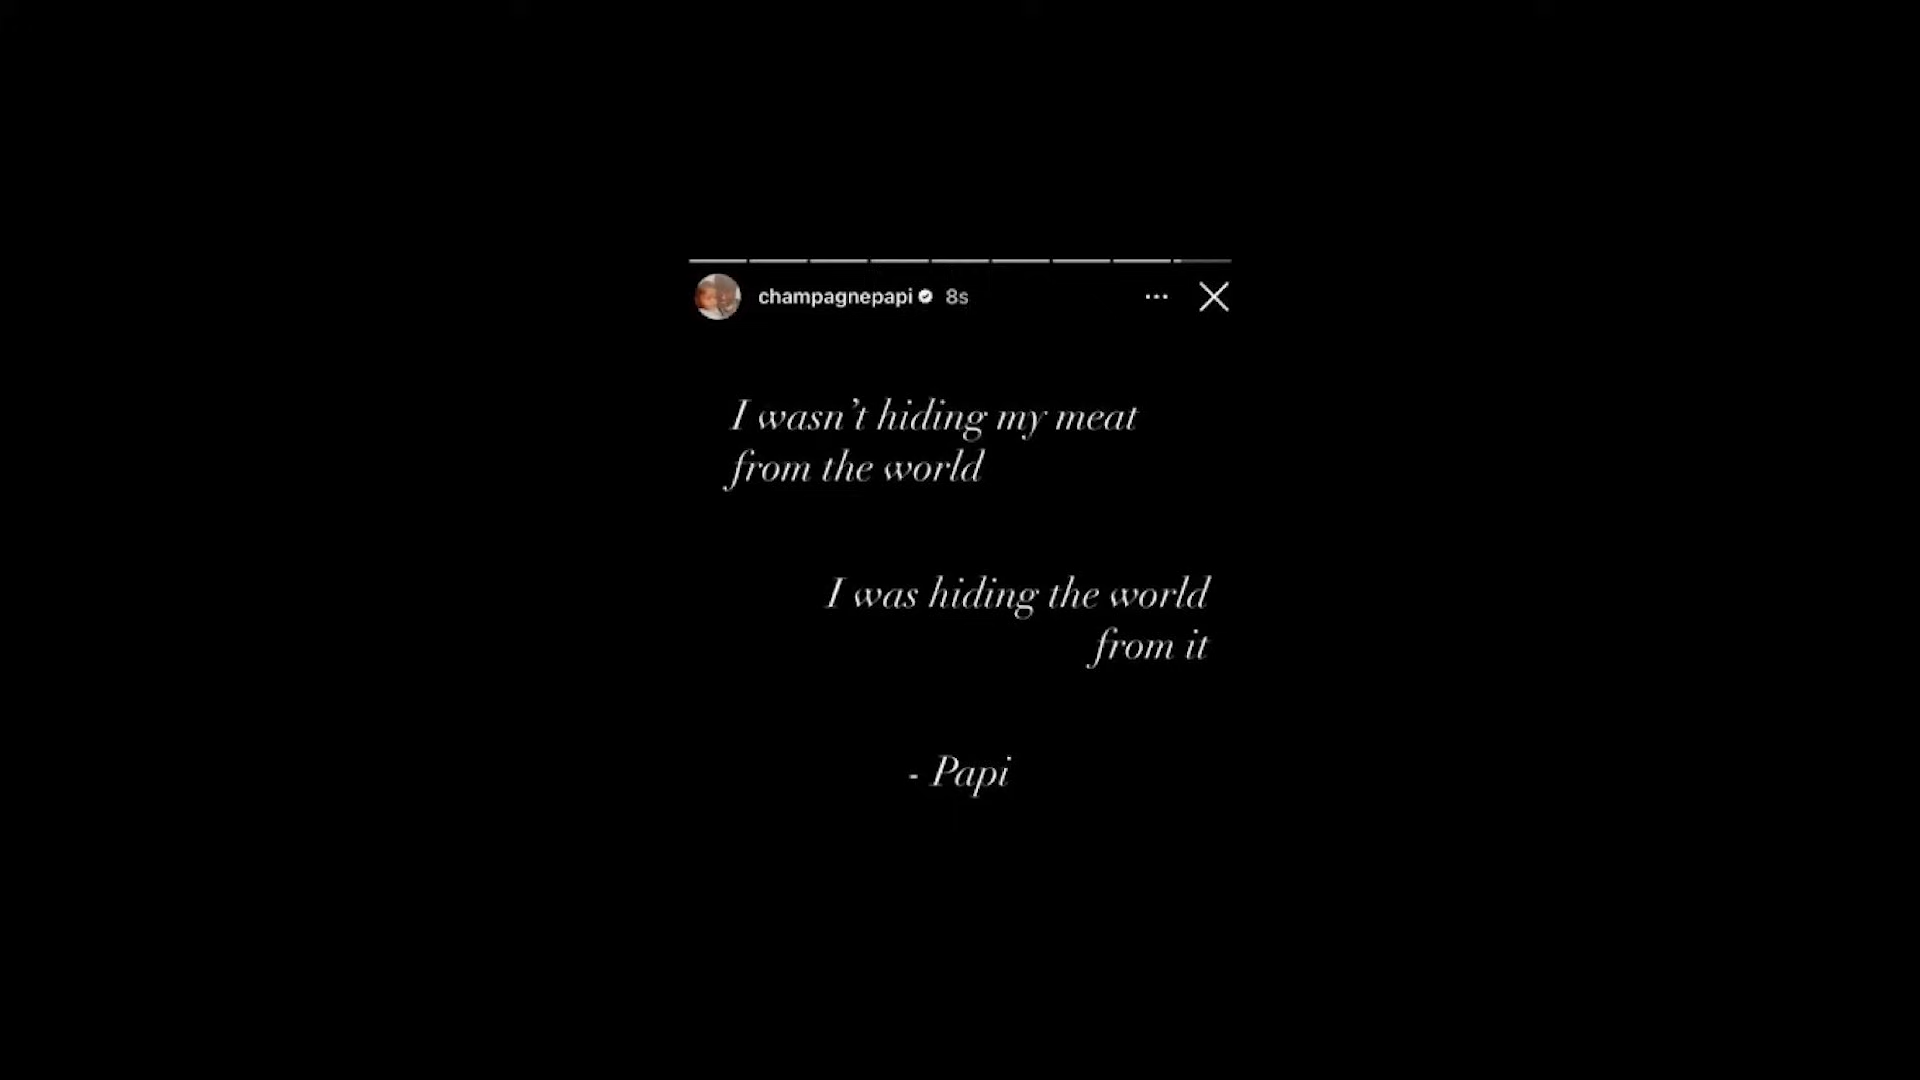 champagnepapi 8s
I wasn’t hiding my meat
from the world
I was hiding the world
from it
- Papi